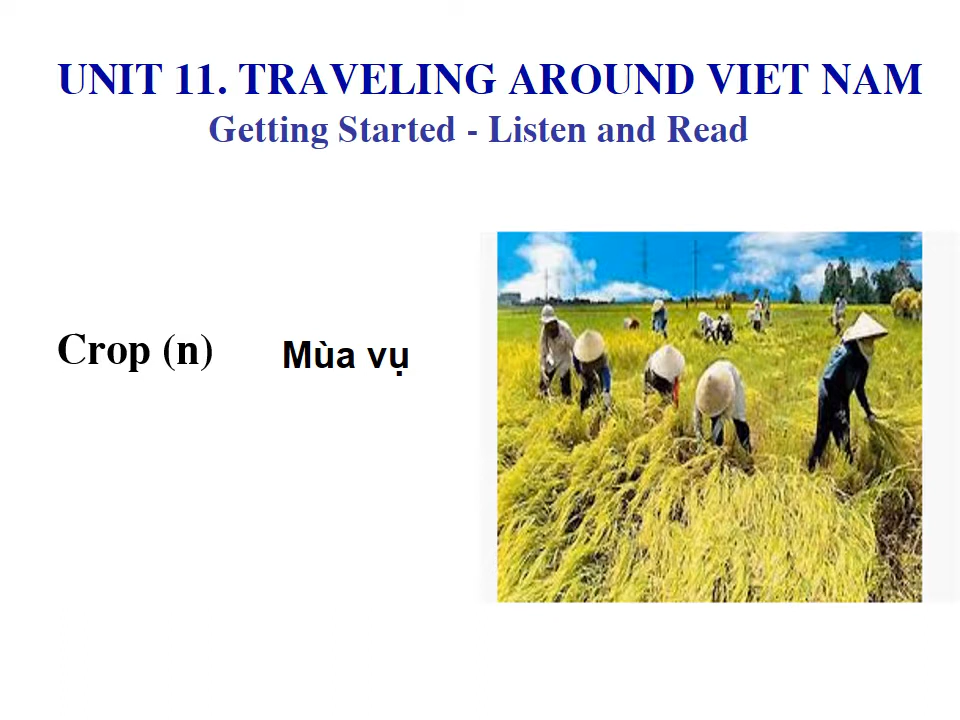 UNIT 11. TRAVELING AROUND VIET NAM
Getting Started - Listen and Read
Crop (n) Mùa vụ